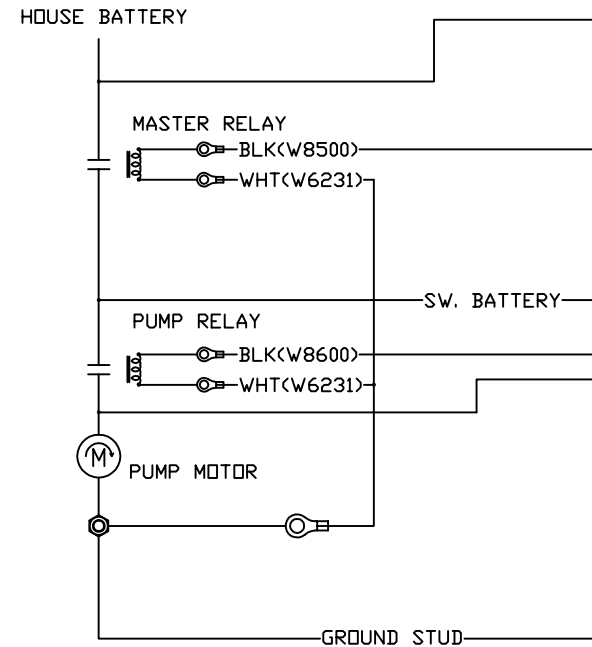 HOUSE BATTERY
MASTER RELAY
BLK(W8500)
WHT(W6231)
SW. BATTERY
PUMP RELAY
BLK(W8600)
WHT(W6231)
M
PUMP MOTOR
GROUND STUD